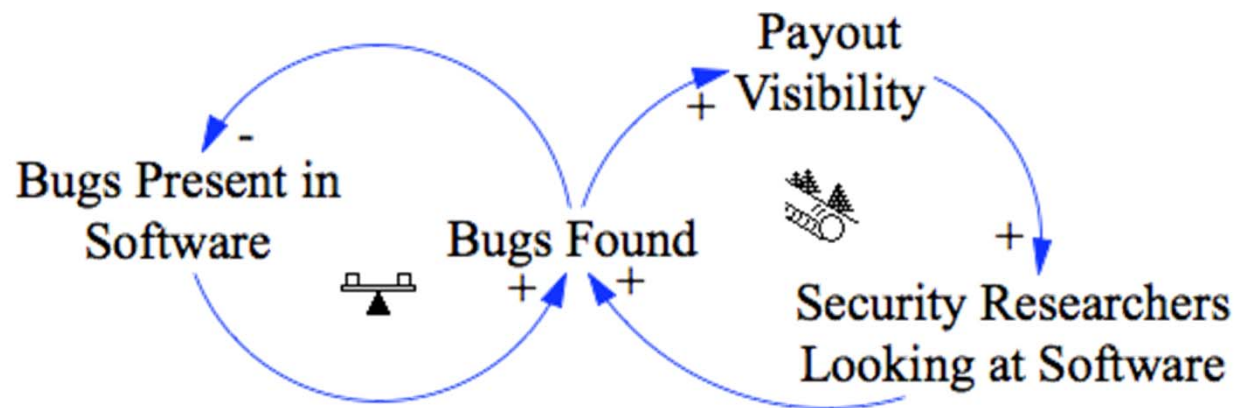 Payout
Visibility
+
-
Bugs Present in
Software
Bugs Found
+
+
+
Security Researchers
Looking at Software